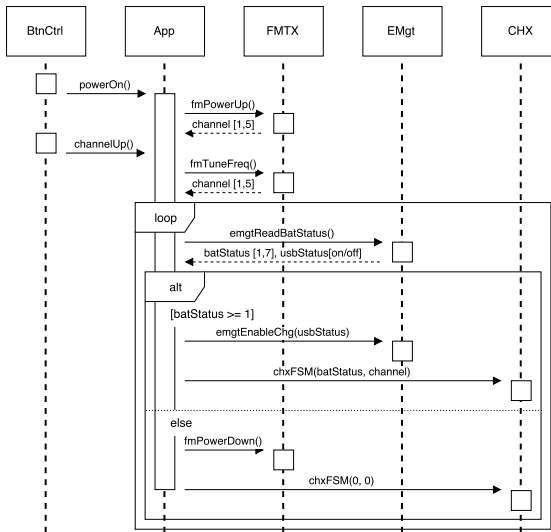 BtnCtrl App FMTX EMgt CHX
powerOn()
fmPowerUp()
channel [1,5]
channelUp()
fmTuneFreq()
channel [1,5]
loop
emgtReadBatStatus()
batStatus [1,7], usbStatus[on/off]
alt
[batStatus >= 1]
emgtEnableChg(usbStatus)
chxFSM(batStatus, channel)
else
fmPowerDown()
chxFSM(0, 0)